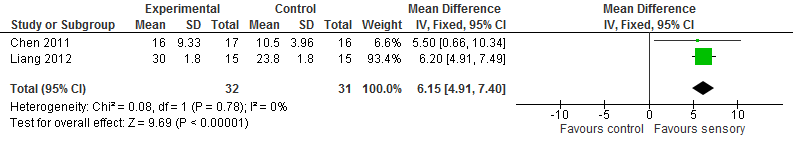 Experimental Control Mean Difference Mean Difference
Study or Subgroup Mean SD Total Mean SD Total Weight IV, Fixed, 95% CI IV, Fixed, 95% CI
Chen 2011 16 9.33 17 10.5 3.96 16 6.6% 5.50 [0.66, 10.34]
Liang 2012 30 1.8 15 23.8 1.8 15 93.4% 6.20 [4.91, 7.49]
Total (95% CI) 32 31 100.0% 6.15 [4.91, 7.40]
Heterogeneity: Chi² = 0.08, df = 1 (P = 0.78); I² = 0%
Test for overall effect: Z = 9.69 (P < 0.00001)
-10 -5 0 5 10
Favours control Favours sensory